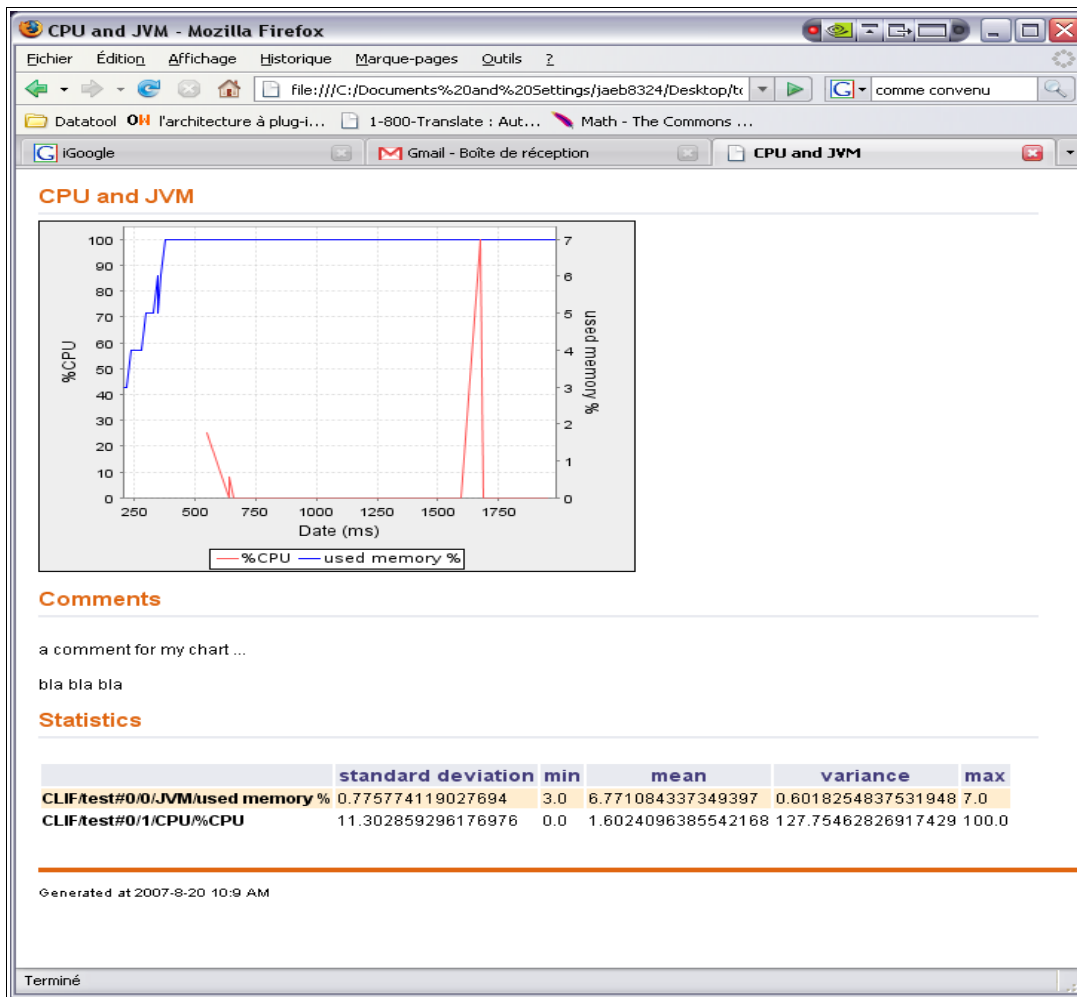 CPU and JVM - Mozilla Firefox
Fichier Édition Affichage Historique Marque-pages Outils ?
file:///C:/Documents%20and%20Settings/jaeb8324/Desktop/tc G comme convenu
Datatool OW l'architecture à plug-i... 1-800-Translate : Aut... Math - The Commons ...
G iGoogle Gmail - Boîte de réception CPU and JVM
CPU and JVM
100 7
90
80 6
70 5
60 4
50
40 3
30 2
20
10 1
0 0
%CPU
used memory %
250 500 750 1000 1250 1500 1750
Date (ms)
%CPU used memory %
Comments
a comment for my chart ...
bla bla bla
Statistics
standard deviation min mean variance max
CLIF/test#0/0/JVM/used memory % 0.775774119027694 3.0 6.771084337349397 0.6018254837531948 7.0
CLIF/test#0/1/CPU/%CPU 11.302859296176976 0.0 1.6024096385542168 127.75462826917429 100.0
Generated at 2007-8-20 10:9 AM
Terminé